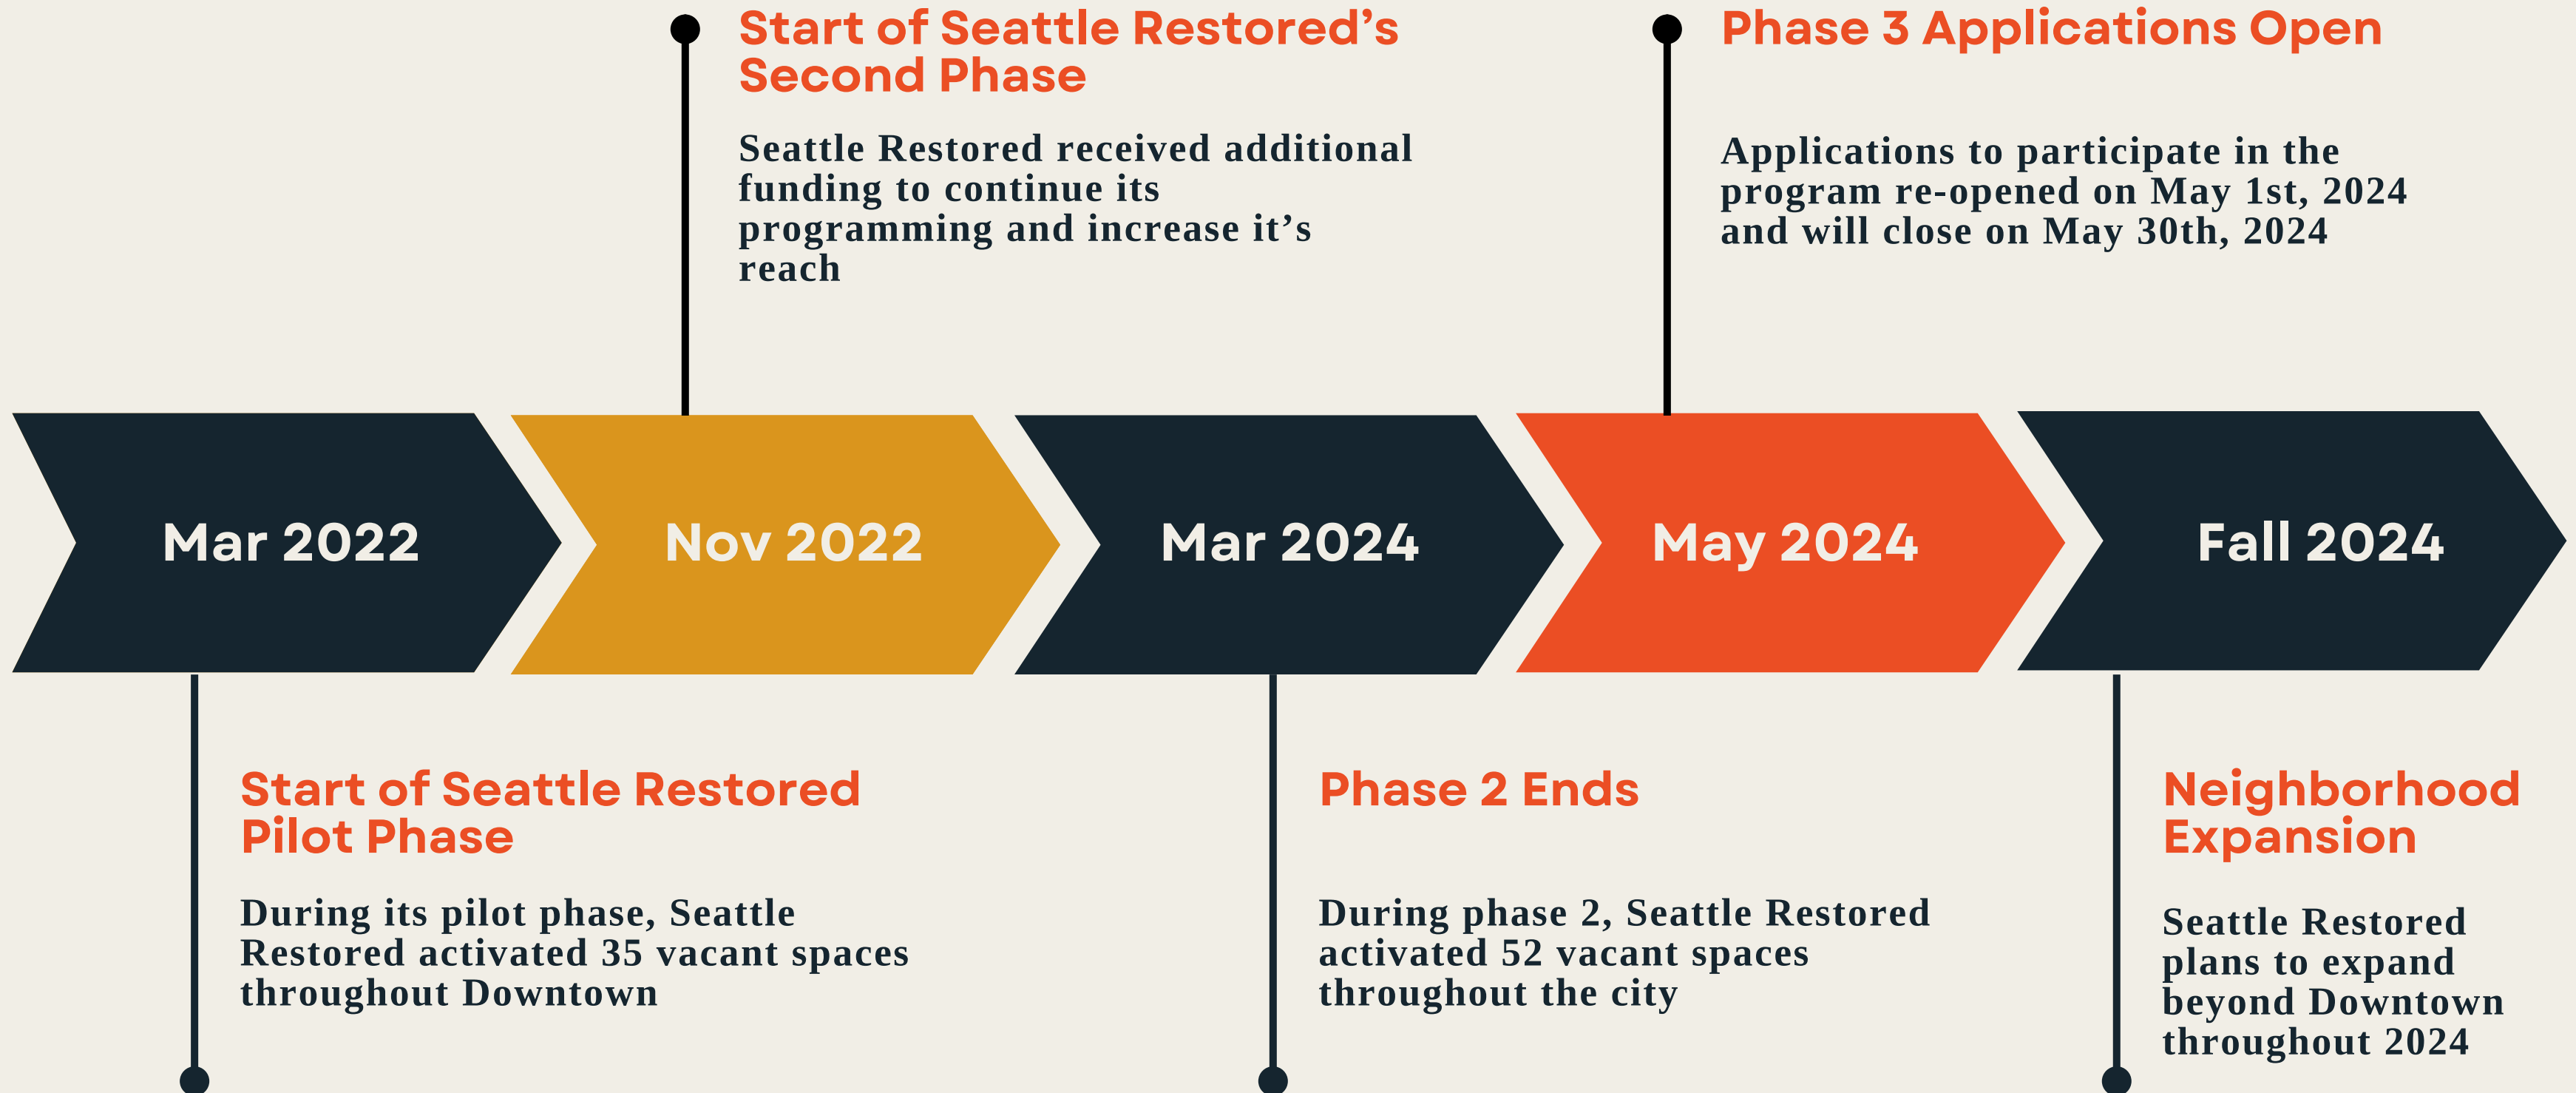 Start of Seattle Restored’s
Second Phase
Seattle Restored received additional
funding to continue its
programming and increase it’s
reach
Phase 3 Applications Open
Applications to participate in the
program re-opened on May 1st, 2024
and will close on May 30th, 2024
Mar 2022
Nov 2022
Mar 2024
May 2024
Fall 2024
Start of Seattle Restored
Pilot Phase
During its pilot phase, Seattle
Restored activated 35 vacant spaces
throughout Downtown
Phase 2 Ends
During phase 2, Seattle Restored
activated 52 vacant spaces
throughout the city
Neighborhood
Expansion
Seattle Restored
plans to expand
beyond Downtown
throughout 2024